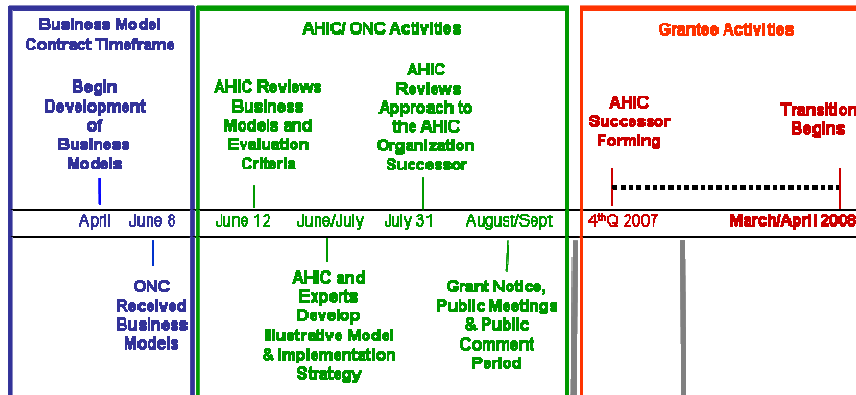 Business Model
Contract Timeframe
Begin
Development
of
Business
Models
April
June 8
ONC
Received
Business
Models
AHIC/ ONC Activities
AHIC Reviews
Business
Models and
Evaluation
Criteria
AHIC
Reviews
Approach to
the AHIC
Organization
Successor
June 12
June/July
July 31
August/Sept
AHIC and
Experts
Develop
Illustrative Model
& Implementation
Strategy
Grant Notice,
Public Meetings
& Public
Comment
Period
Grantee Activities
AHIC
Successor
Forming
Transition
Begins
4thQ 2007
March/April 2008